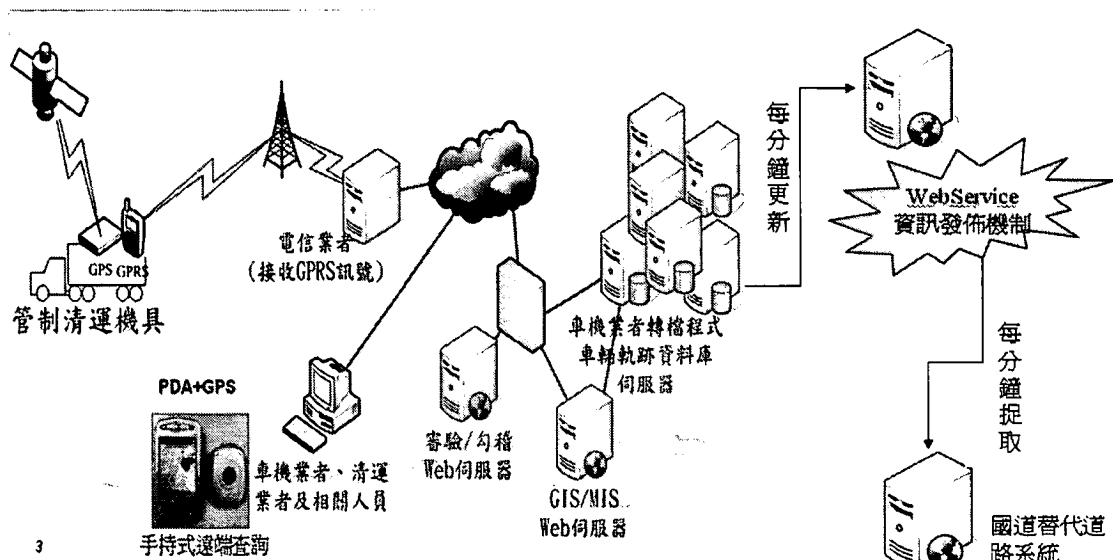 GPS GPRS
管制清運機具
電信業者
(接收GPRS訊號)
PDA+GPS
手持式遠端查詢
車機業者、清運
業者及相關人員
審驗/勾稽
Web伺服器
GIS/MIS
Web伺服器
車機業者轉檔程式
車輛軌跡資料庫
伺服器
每分鐘更新
WebService
資訊發佈機制
每分鐘捉取
國道替代道
路系統
3